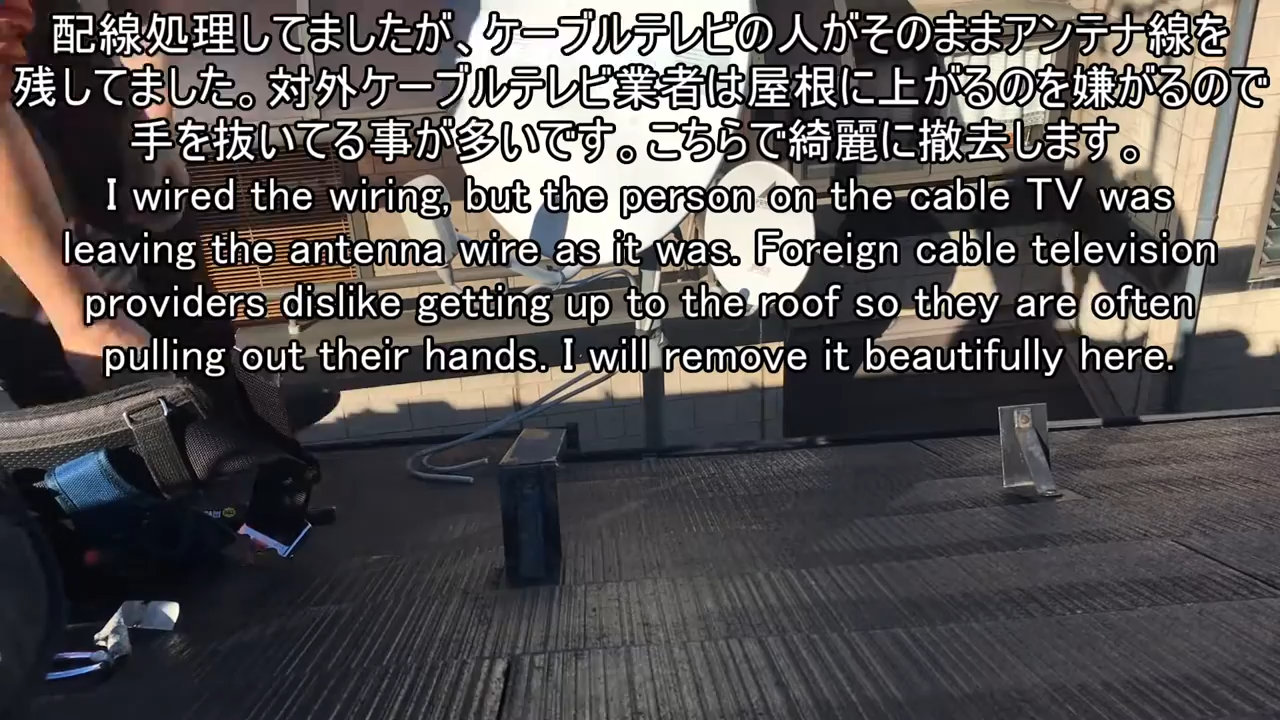 配線処理してましたが、ケーブルテレビの人がそのままアンテナ線を
残してました。対外ケーブルテレビ業者は屋根に上がるのを嫌がるので
手を抜いてる事が多いです。こちらで綺麗に撤去します。
I wired the wiring, but the person on the cable TV was
leaving the antenna wire as it was. Foreign cable television
providers dislike getting up to the roof so they are often
pulling out their hands. I will remove it beautifully here.